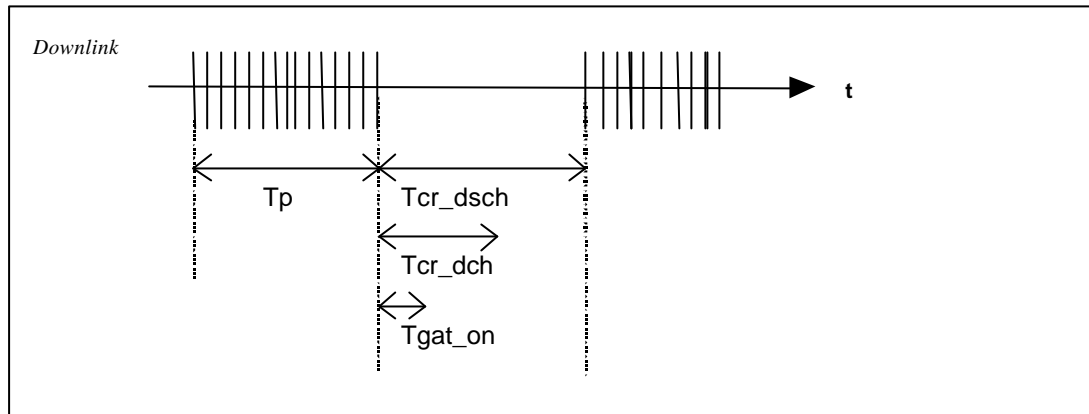 Downlink
t
Tp
Tcr_dsch
Tcr_dch
Tgat_on